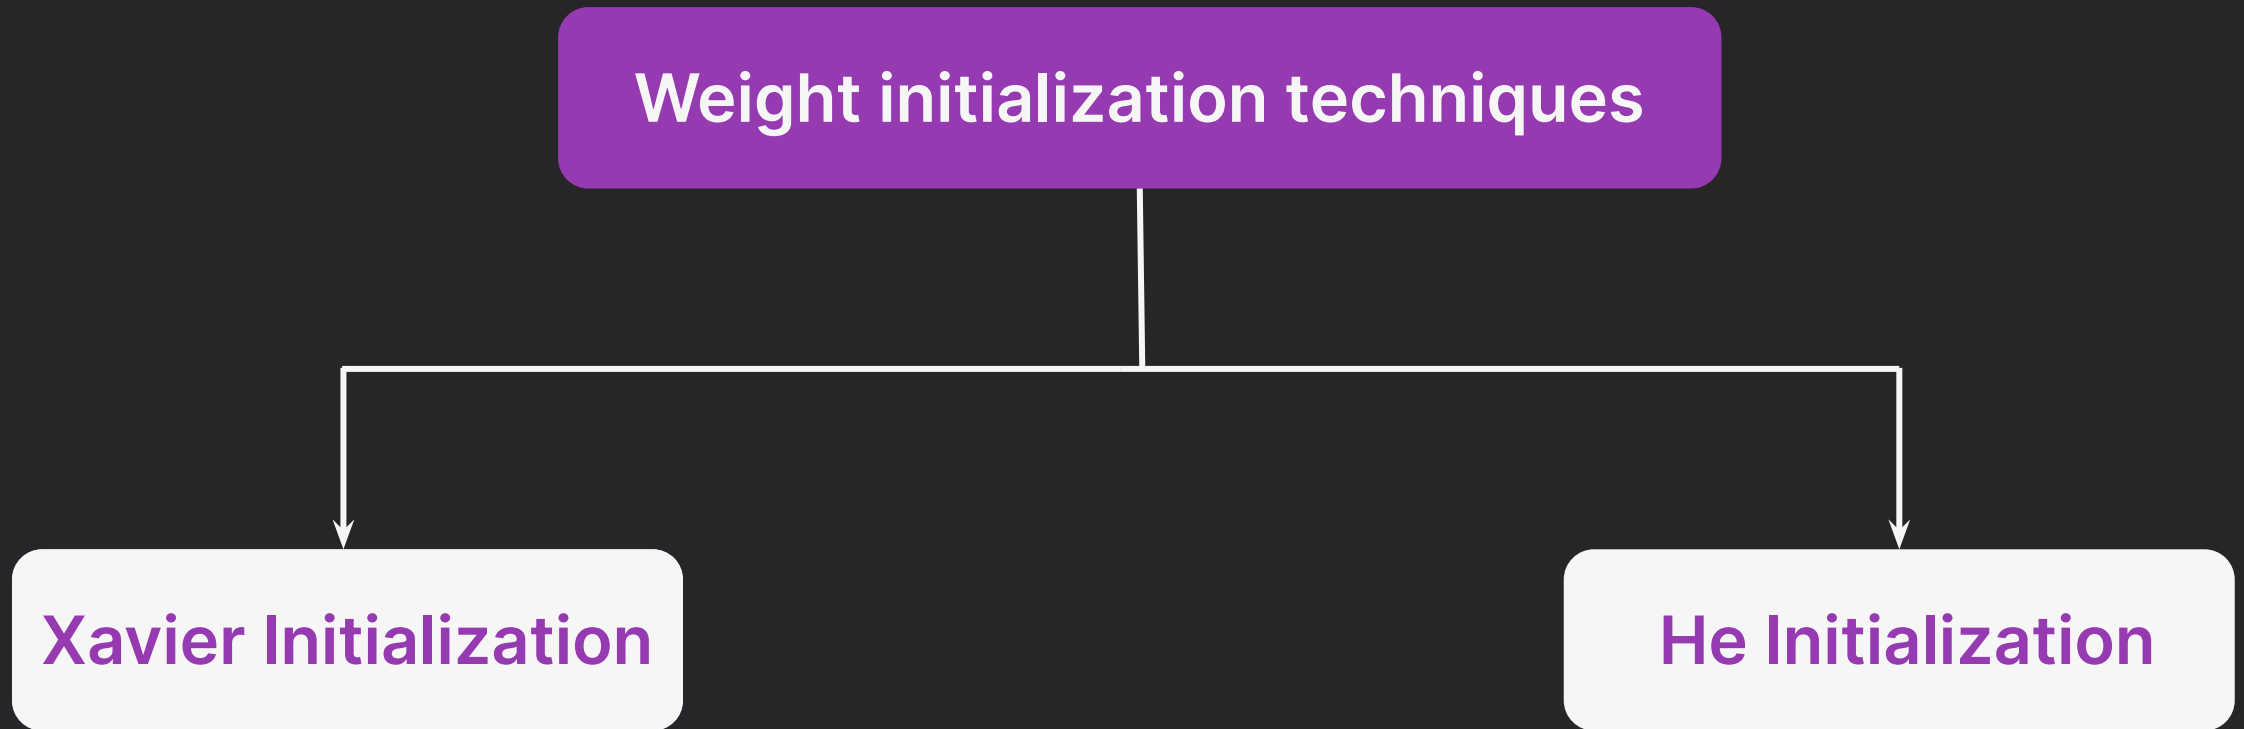 Weight initialization techniques
Xavier Initialization
He Initialization